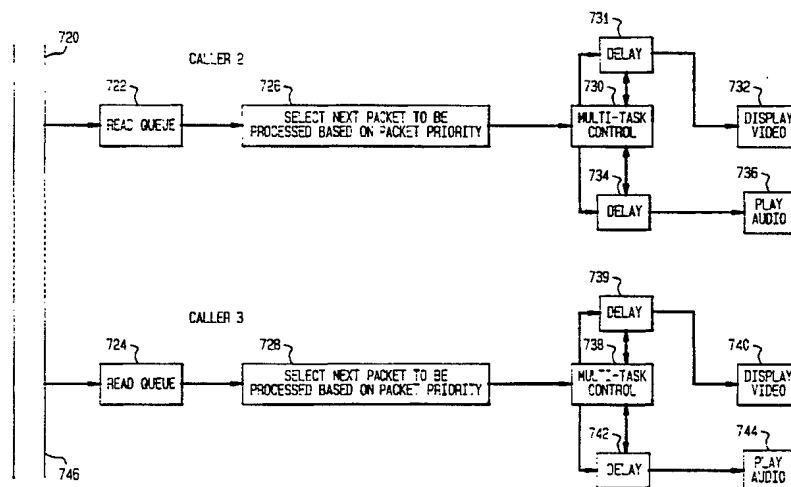 720
CALLER 2
722
READ QUEUE
726
SELECT NEXT PACKET TO BE
PROCESSED BASED ON PACKET PRIORITY
731
DELAY
730
MULTI-TASK
CONTROL
732
DISPLAY
VIDEO
734
DELAY
736
PLAY
AUDIO
CALLER 3
724
READ QUEUE
728
SELECT NEXT PACKET TO BE
PROCESSED BASED ON PACKET PRIORITY
739
DELAY
738
MULTI-TASK
CONTROL
740
DISPLAY
VIDEO
742
DELAY
744
PLAY
AUDIO
746